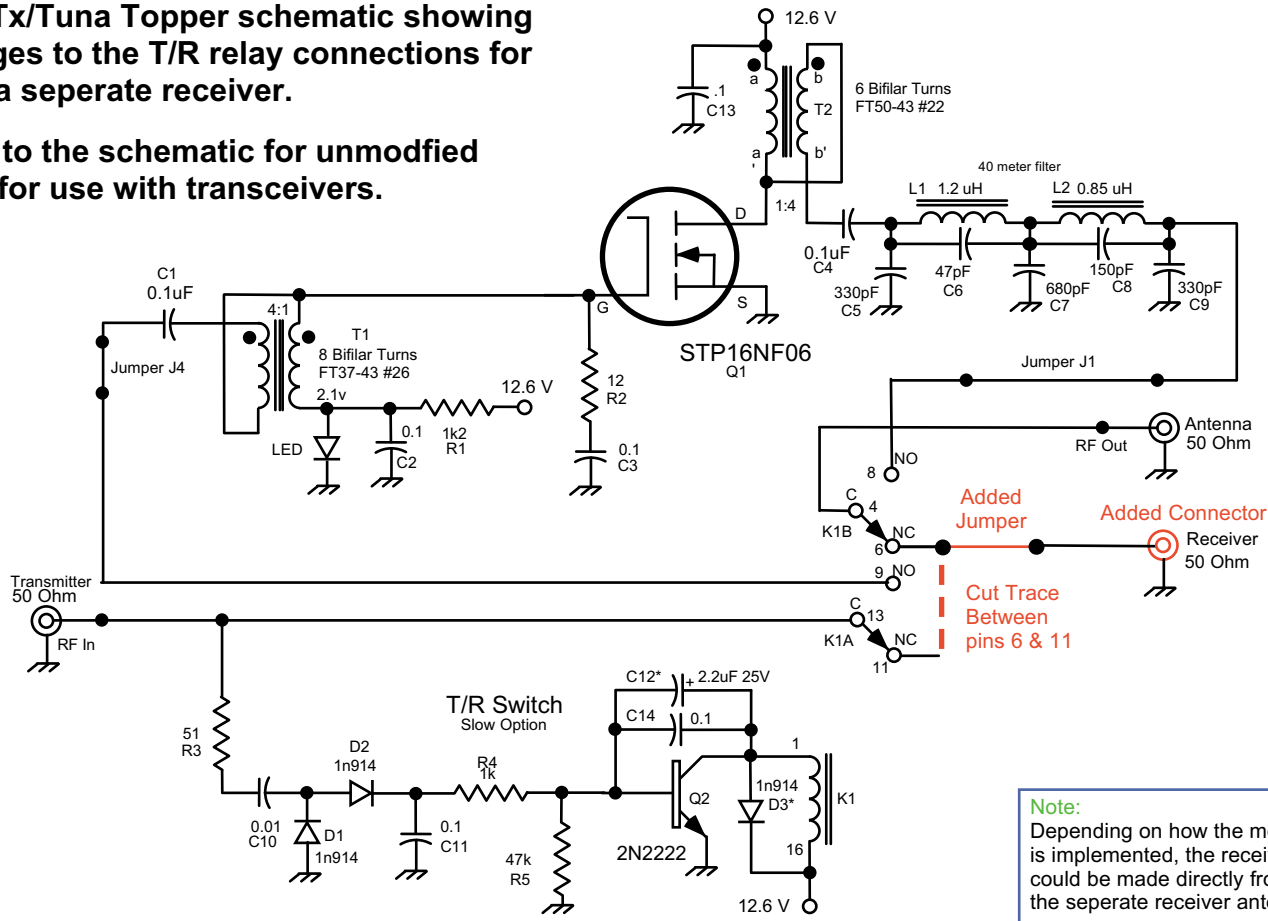 Tx/Tuna Topper schematic showing
ges to the T/R relay connections for
a seperate receiver.
to the schematic for unmodfied
for use with transceivers.
12.6 V
.1
C13
a
b
T2
a
'
b'
6 Bifilar Turns
FT50-43 #22
1:4
D
G
S
STP16NF06
Q1
0.1uF
C4
40 meter filter
L1 1.2 uH
L2 0.85 uH
330pF
C5
47pF
C6
680pF
C7
150pF
C8
330pF
C9
C1
0.1uF
4:1
T1
8 Bifilar Turns
FT37-43 #26
2.1v
12.6 V
Jumper J4
LED
0.1
C2
1k2
R1
12
R2
0.1
C3
Jumper J1
Antenna
50 Ohm
RF Out
8
NO
C
4
K1B
NC
6
Added
Jumper
Added Connector
Receiver
50 Ohm
9
NO
Cut Trace
Between
pins 6 & 11
C
13
K1A
NC
11
Transmitter
50 Ohm
RF In
T/R Switch
Slow Option
51
R3
0.01
C10
D1
1n914
D2
1n914
0.1
C11
R4
1k
47k
R5
C12*
+ 2.2uF 25V
C14
0.1
Q2
2N2222
1n914
D3*
1
K1
16
12.6 V
Note:
Depending on how the
is implemented, the
could be made directly
the seperate receiver